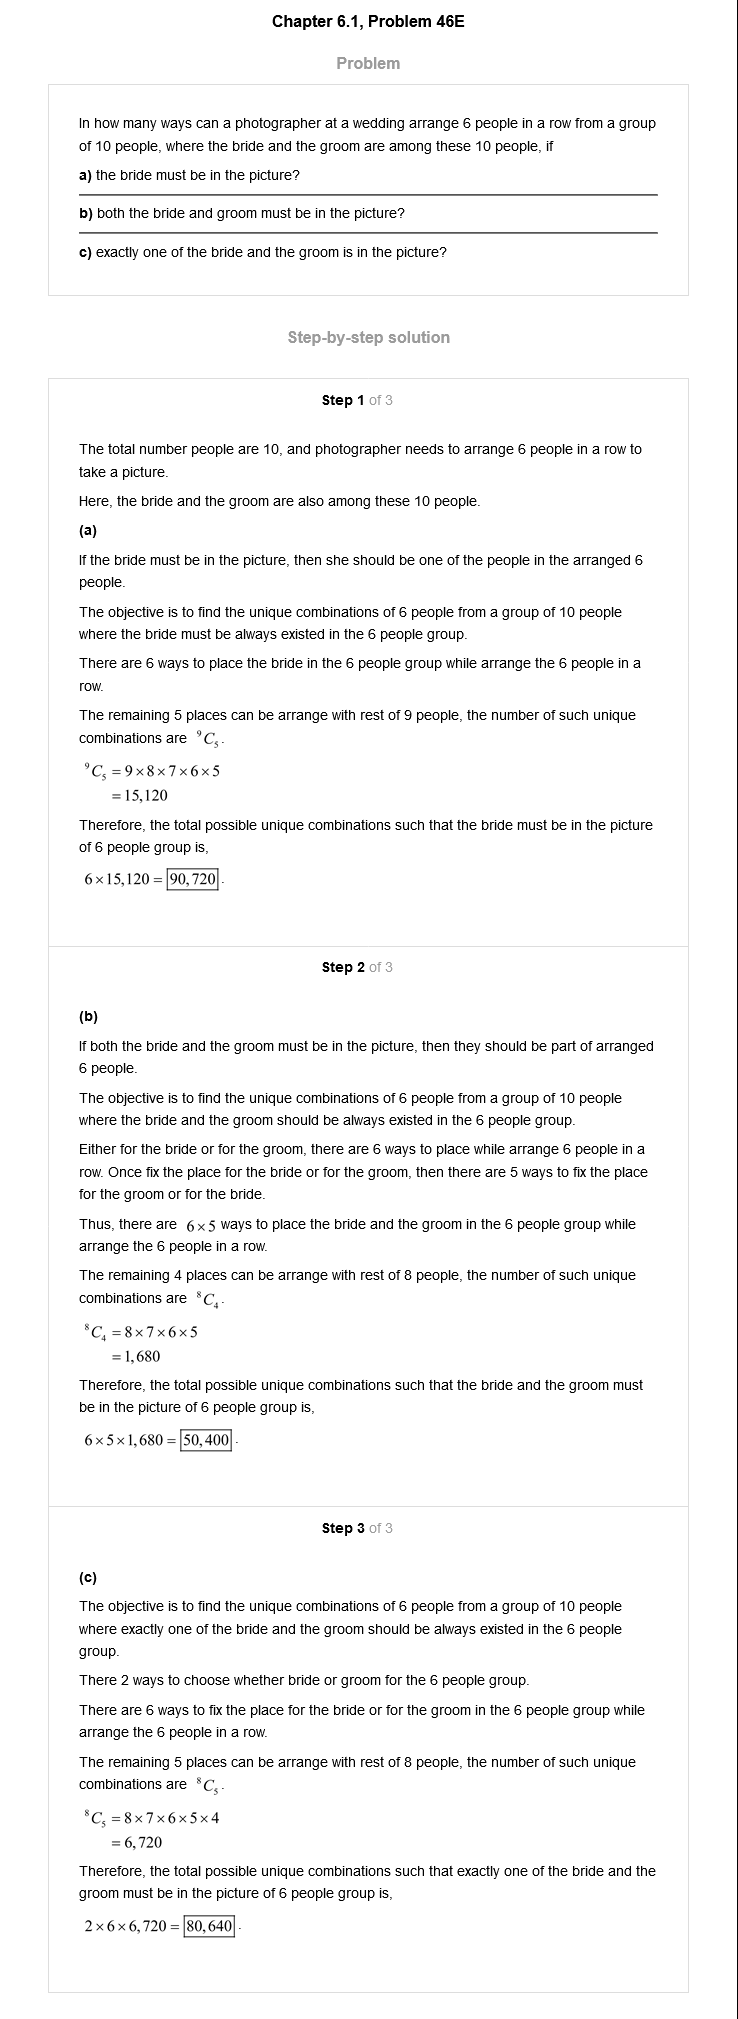 Chapter 6.1, Problem 46E
Problem
In how many ways can a photographer at a wedding arrange 6 people in a row from a group
of 10 people, where the bride and the groom are among these 10 people, if
a) the bride must be in the picture?
b) both the bride and groom must be in the picture?
c) exactly one of the bride and the groom is in the picture?
Step-by-step solution
Step 1 of 3
The total number people are 10, and photographer needs to arrange 6 people in a row to
take a picture.
Here, the bride and the groom are also among these 10 people.
(a)
If the bride must be in the picture, then she should be one of the people in the arranged 6
people.
The objective is to find the unique combinations of 6 people from a group of 10 people
where the bride must be always existed in the 6 people group.
There are 6 ways to place the bride in the 6 people group while arrange the 6 people in a
row.
The remaining 5 places can be arrange with rest of 9 people, the number of such unique
combinations are ⁹C₅.
⁹C₅ = 9×8×7×6×5
= 15,120
Therefore, the total possible unique combinations such that the bride must be in the picture
of 6 people group is,
6×15,120 = 90,720.
Step 2 of 3
(b)
If both the bride and the groom must be in the picture, then they should be part of arranged
6 people.
The objective is to find the unique combinations of 6 people from a group of 10 people
where the bride and the groom should be always existed in the 6 people group.
Either for the bride or for the groom, there are 6 ways to place while arrange 6 people in a
row. Once fix the place for the bride or for the groom, then there are 5 ways to fix the place
for the groom or for the bride.
Thus, there are 6×5 ways to place the bride and the groom in the 6 people group while
arrange the 6 people in a row.
The remaining 4 places can be arrange with rest of 8 people, the number of such unique
combinations are ⁸C₄.
⁸C₄ = 8×7×6×5
= 1,680
Therefore, the total possible unique combinations such that the bride and the groom must
be in the picture of 6 people group is,
6×5×1,680 = 50,400.
Step 3 of 3
(c)
The objective is to find the unique combinations of 6 people from a group of 10 people
where exactly one of the bride and the groom should be always existed in the 6 people
group.
There 2 ways to choose whether bride or groom for the 6 people group.
There are 6 ways to fix the place for the bride or for the groom in the 6 people group while
arrange the 6 people in a row.
The remaining 5 places can be arrange with rest of 8 people, the number of such unique
combinations are ⁸C₅.
⁸C₅ = 8×7×6×5×4
= 6,720
Therefore, the total possible unique combinations such that exactly one of the bride and the
groom must be in the picture of 6 people group is,
2×6×6,720 = 80,640.